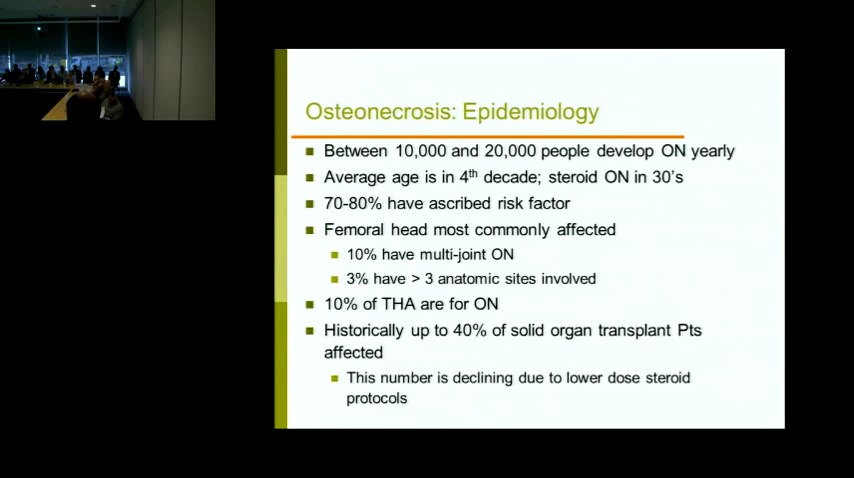 Osteonecrosis: Epidemiology
Between 10,000 and 20,000 people develop ON yearly
Average age is in 4th decade; steroid ON in 30's
70-80% have ascribed risk factor
Femoral head most commonly affected
10% have multi-joint ON
3% have > 3 anatomic sites involved
10% of THA are for ON
Historically up to 40% of solid organ transplant Pts
affected
This number is declining due to lower dose steroid
protocols